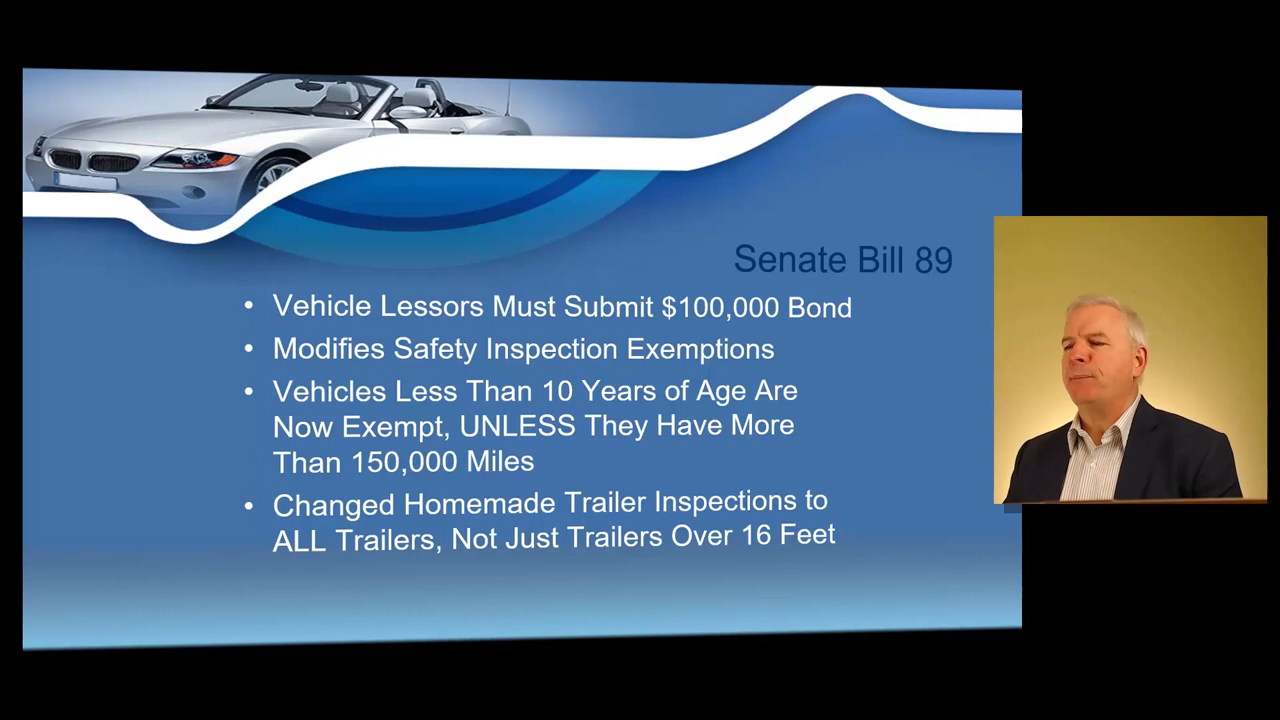 Senate Bill 89
• Vehicle Lessors Must Submit $100,000 Bond
• Modifies Safety Inspection Exemptions
• Vehicles Less Than 10 Years of Age Are
Now Exempt, UNLESS They Have More
Than 150,000 Miles
• Changed Homemade Trailer Inspections to
ALL Trailers, Not Just Trailers Over 16 Feet